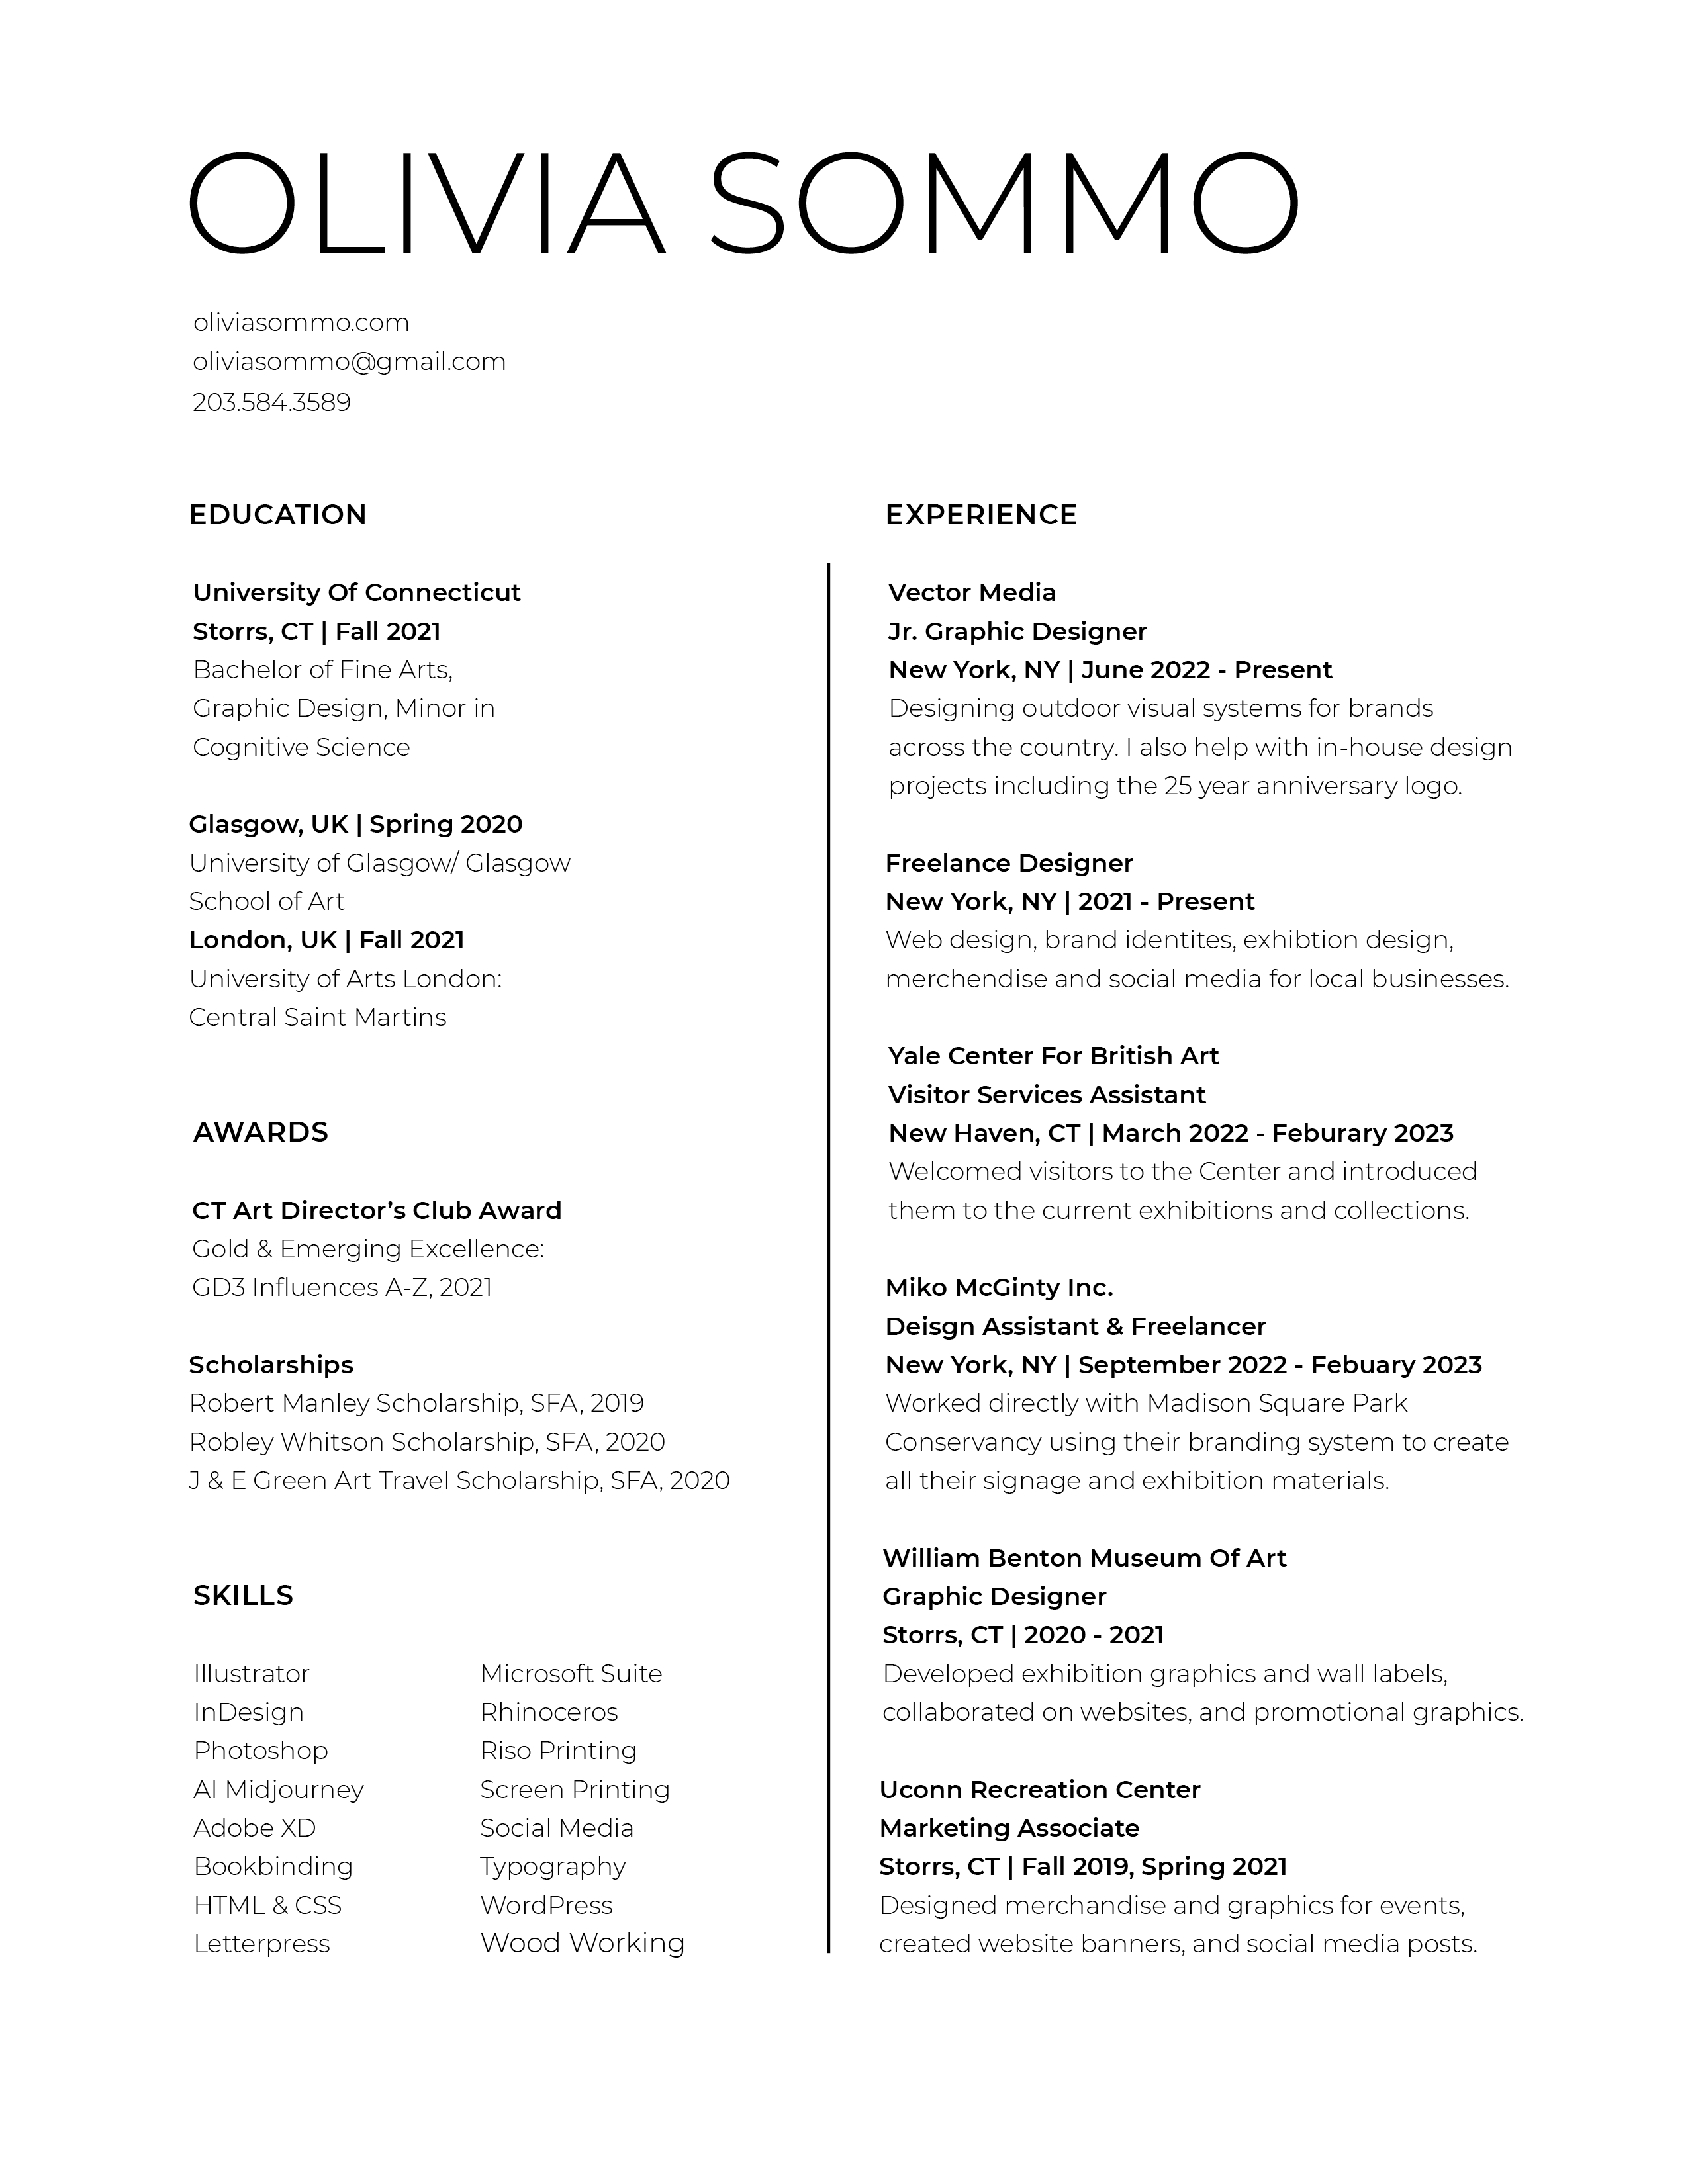 OLIVIA SOMMO
oliviasommo.com
oliviasommo@gmail.com
203.584.3589
EDUCATION
University Of Connecticut
Storrs, CT | Fall 2021
Bachelor of Fine Arts,
Graphic Design, Minor in
Cognitive Science
Glasgow, UK | Spring 2020
University of Glasgow/ Glasgow
School of Art
London, UK | Fall 2021
University of Arts London:
Central Saint Martins
AWARDS
CT Art Director’s Club Award
Gold & Emerging Excellence:
GD3 Influences A-Z, 2021
Scholarships
Robert Manley Scholarship, SFA, 2019
Robley Whitson Scholarship, SFA, 2020
J & E Green Art Travel Scholarship, SFA, 2020
SKILLS
Illustrator
InDesign
Photoshop
AI Midjourney
Adobe XD
Bookbinding
HTML & CSS
Letterpress
Microsoft Suite
Rhinoceros
Riso Printing
Screen Printing
Social Media
Typography
WordPress
Wood Working
EXPERIENCE
Vector Media
Jr. Graphic Designer
New York, NY | June 2022 - Present
Designing outdoor visual systems for brands
across the country. I also help with in-house design
projects including the 25 year anniversary logo.
Freelance Designer
New York, NY | 2021 - Present
Web design, brand identites, exhibtion design,
merchendise and social media for local businesses.
Yale Center For British Art
Visitor Services Assistant
New Haven, CT | March 2022 - Feburary 2023
Welcomed visitors to the Center and introduced
them to the current exhibitions and collections.
Miko McGinty Inc.
Deisgn Assistant & Freelancer
New York, NY | September 2022 - Febuary 2023
Worked directly with Madison Square Park
Conservancy using their branding system to create
all their signage and exhibition materials.
William Benton Museum Of Art
Graphic Designer
Storrs, CT | 2020 - 2021
Developed exhibition graphics and wall labels,
collaborated on websites, and promotional graphics.
Uconn Recreation Center
Marketing Associate
Storrs, CT | Fall 2019, Spring 2021
Designed merchandise and graphics for events,
created website banners, and social media posts.